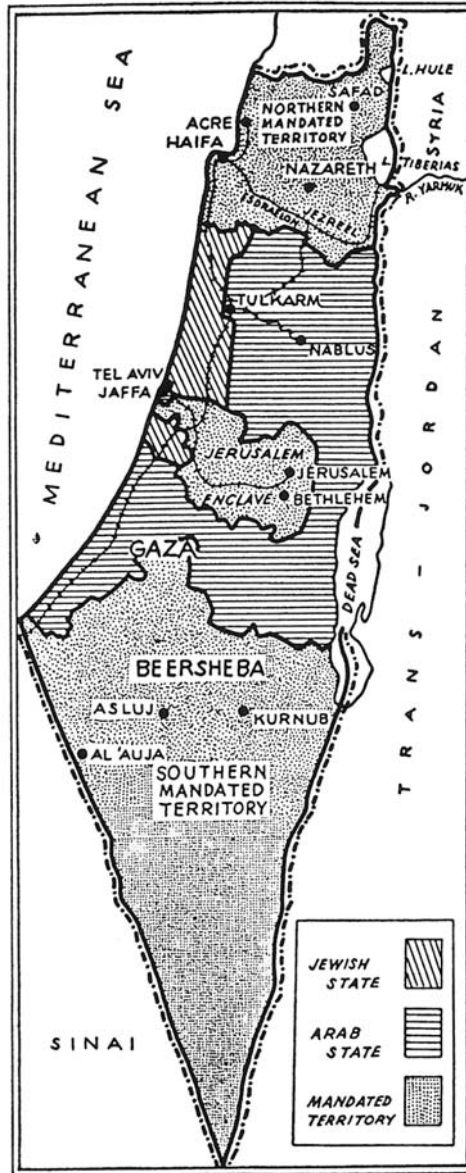 MEDITERRANEAN SEA
L. HULE
SAFAD
SYRIA
NORTHERN
MANDATED
TERRITORY
ACRE
HAIFA
L. TIBERIAS
NAZARETH
R. YARMUK
ISDRAELON JEZREEL
TULKARM
NABLUS
TEL AVIV
JAFFA
JERUSALEM
ENCLAVE
JERUSALEM
BETHLEHEM
TRANS-JORDAN
DEAD SEA
GAZA
BEERSHEBA
ASLUJ
KURNUB
AL 'AUJA
SOUTHERN
MANDATED
TERRITORY
SINAI
JEWISH
STATE
ARAB
STATE
MANDATED
TERRITORY